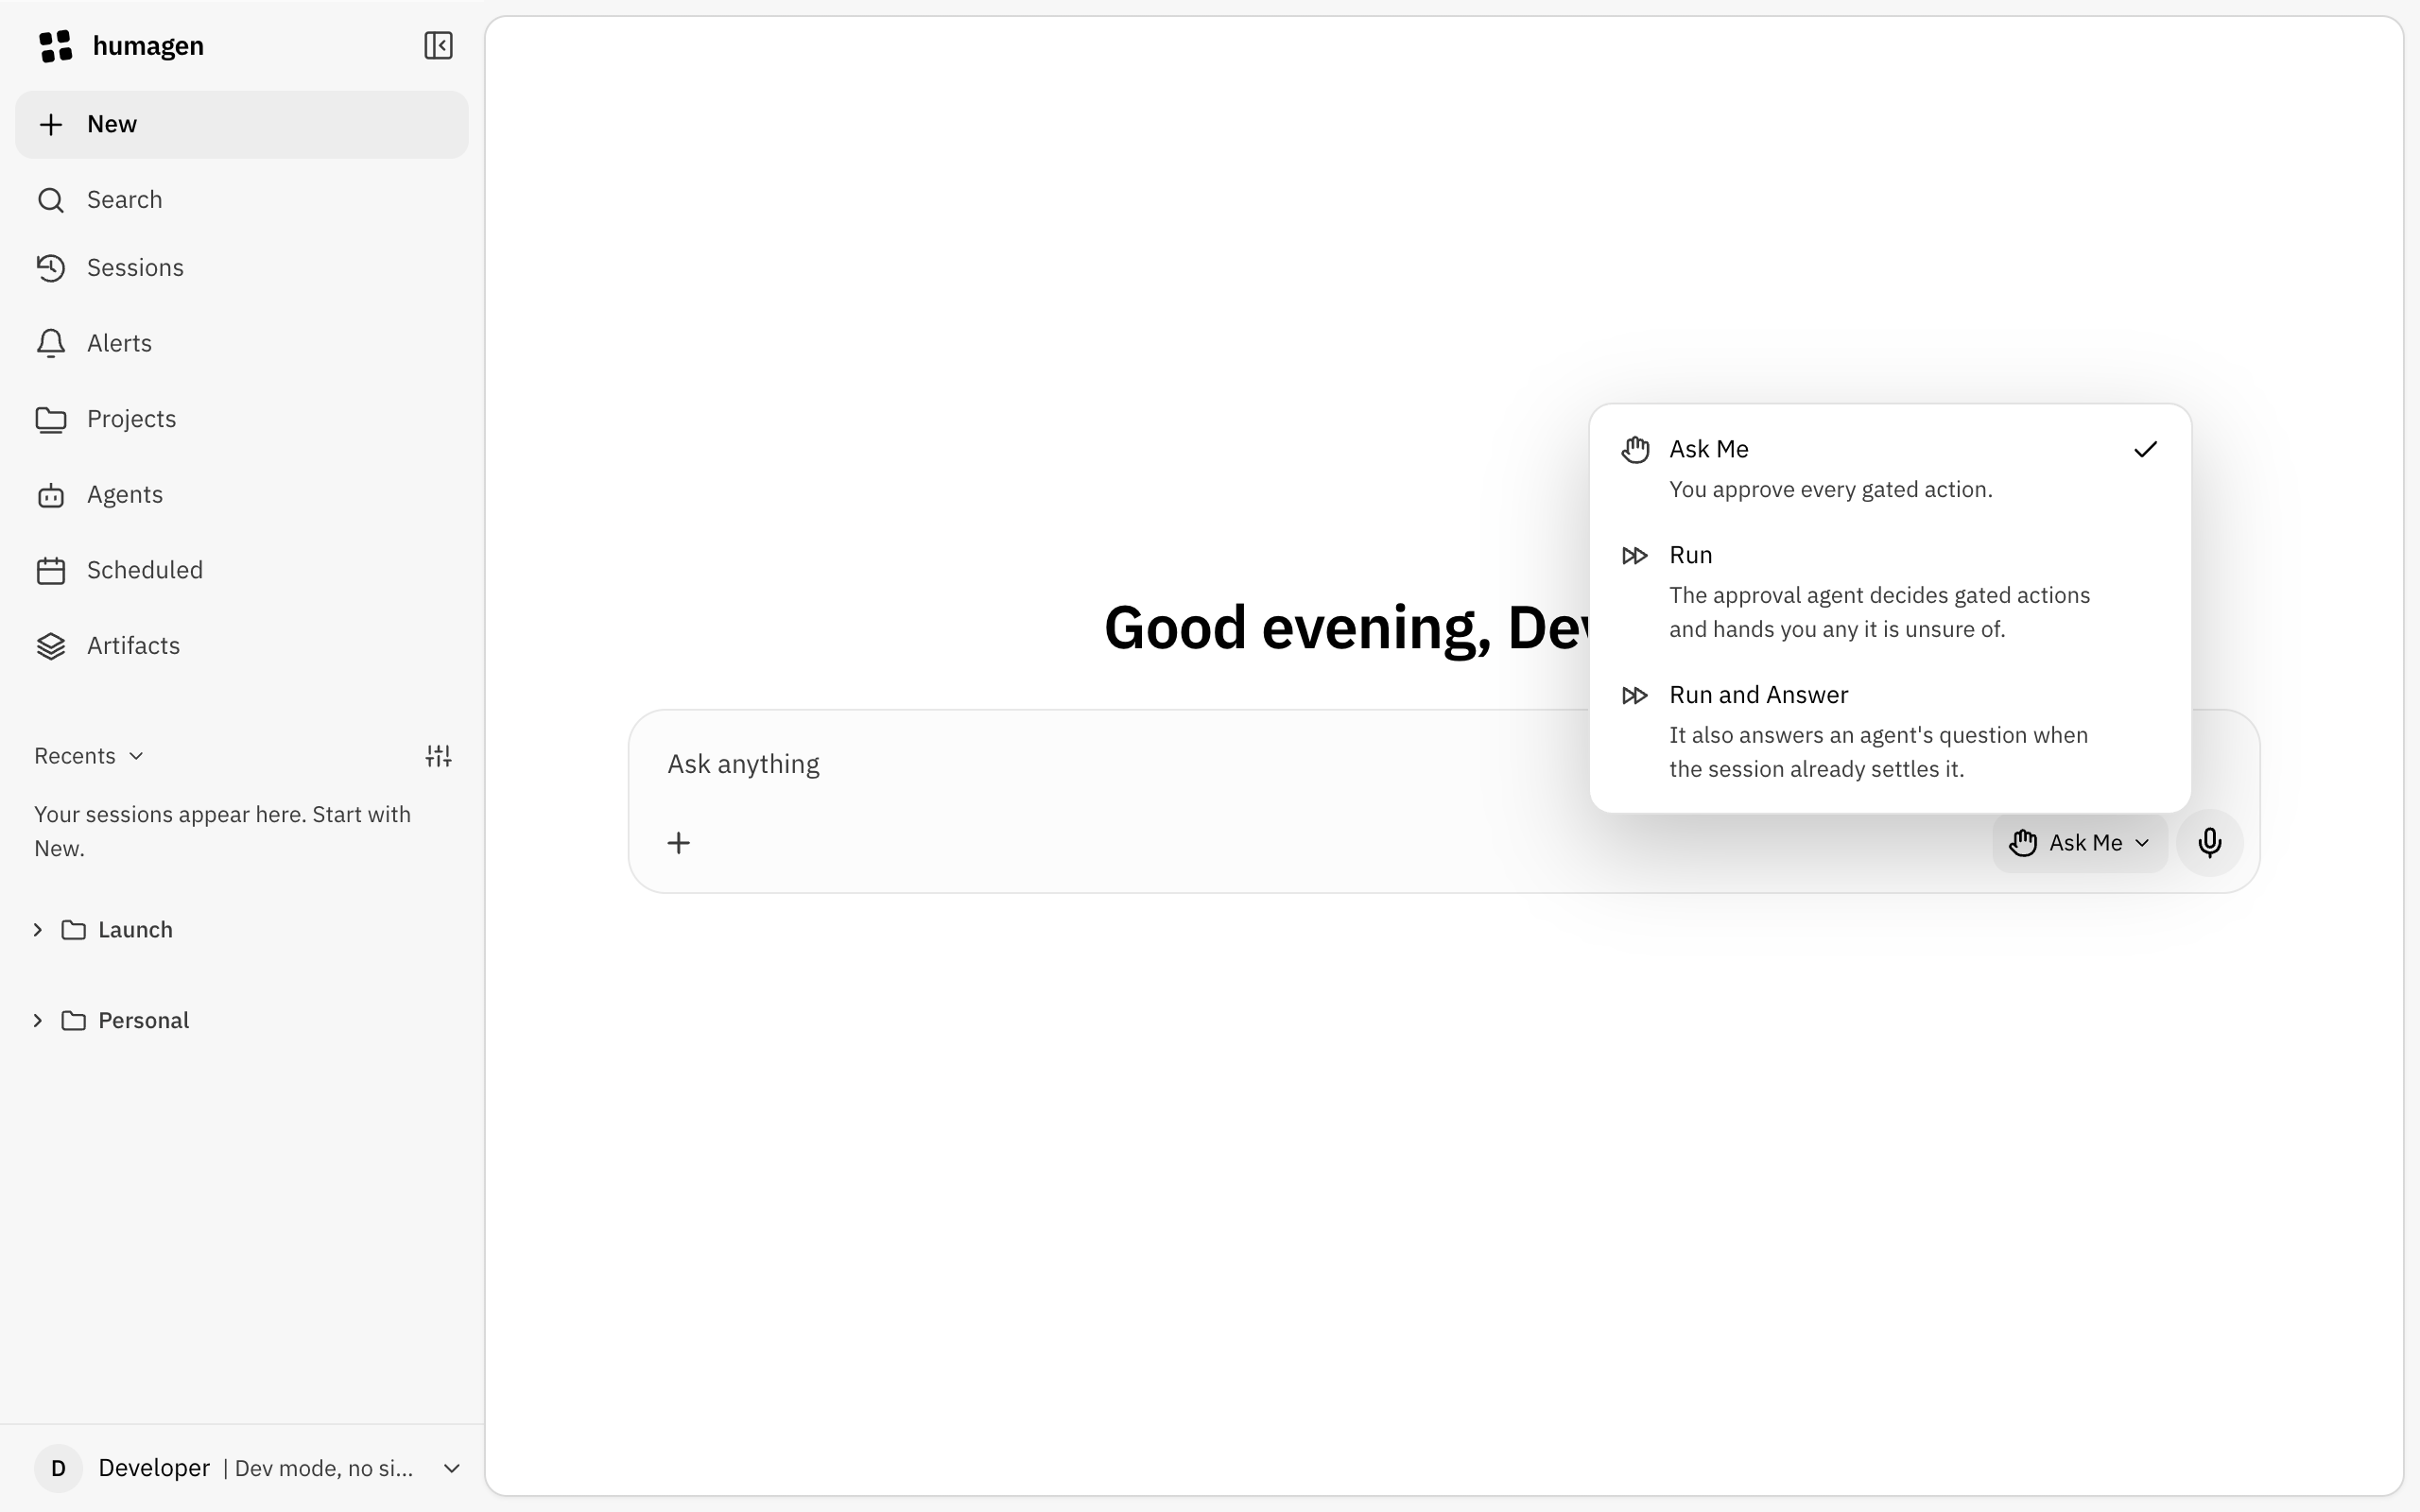 humagen
New
Search
Sessions
Alerts
Projects
Agents
Scheduled
Artifacts
Recents
Your sessions appear here. Start with
New.
Launch
Personal
D
Developer | Dev mode, no si...
Good evening,
Ask anything
Ask Me
You approve every gated action.
Run
The approval agent decides gated actions
and hands you any it is unsure of.
Run and Answer
It also answers an agent's question when
the session already settles it.
Ask Me